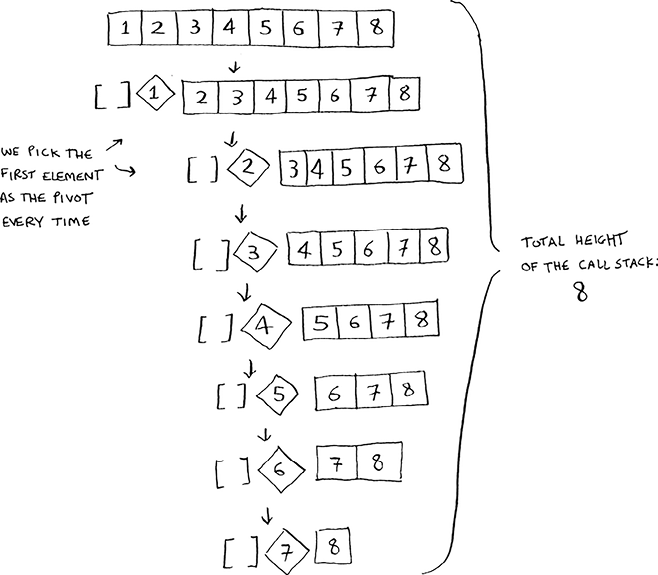 1 2 3 4 5 6 7 8
[ ] 1 2 3 4 5 6 7 8
[ ] 2 3 4 5 6 7 8
WE PICK THE
FIRST ELEMENT
AS THE PIVOT
EVERY TIME
[ ] 3 4 5 6 7 8
TOTAL HEIGHT
OF THE CALL STACK:
8
[ ] 4 5 6 7 8
[ ] 5 6 7 8
[ ] 6 7 8
[ ] 7 8